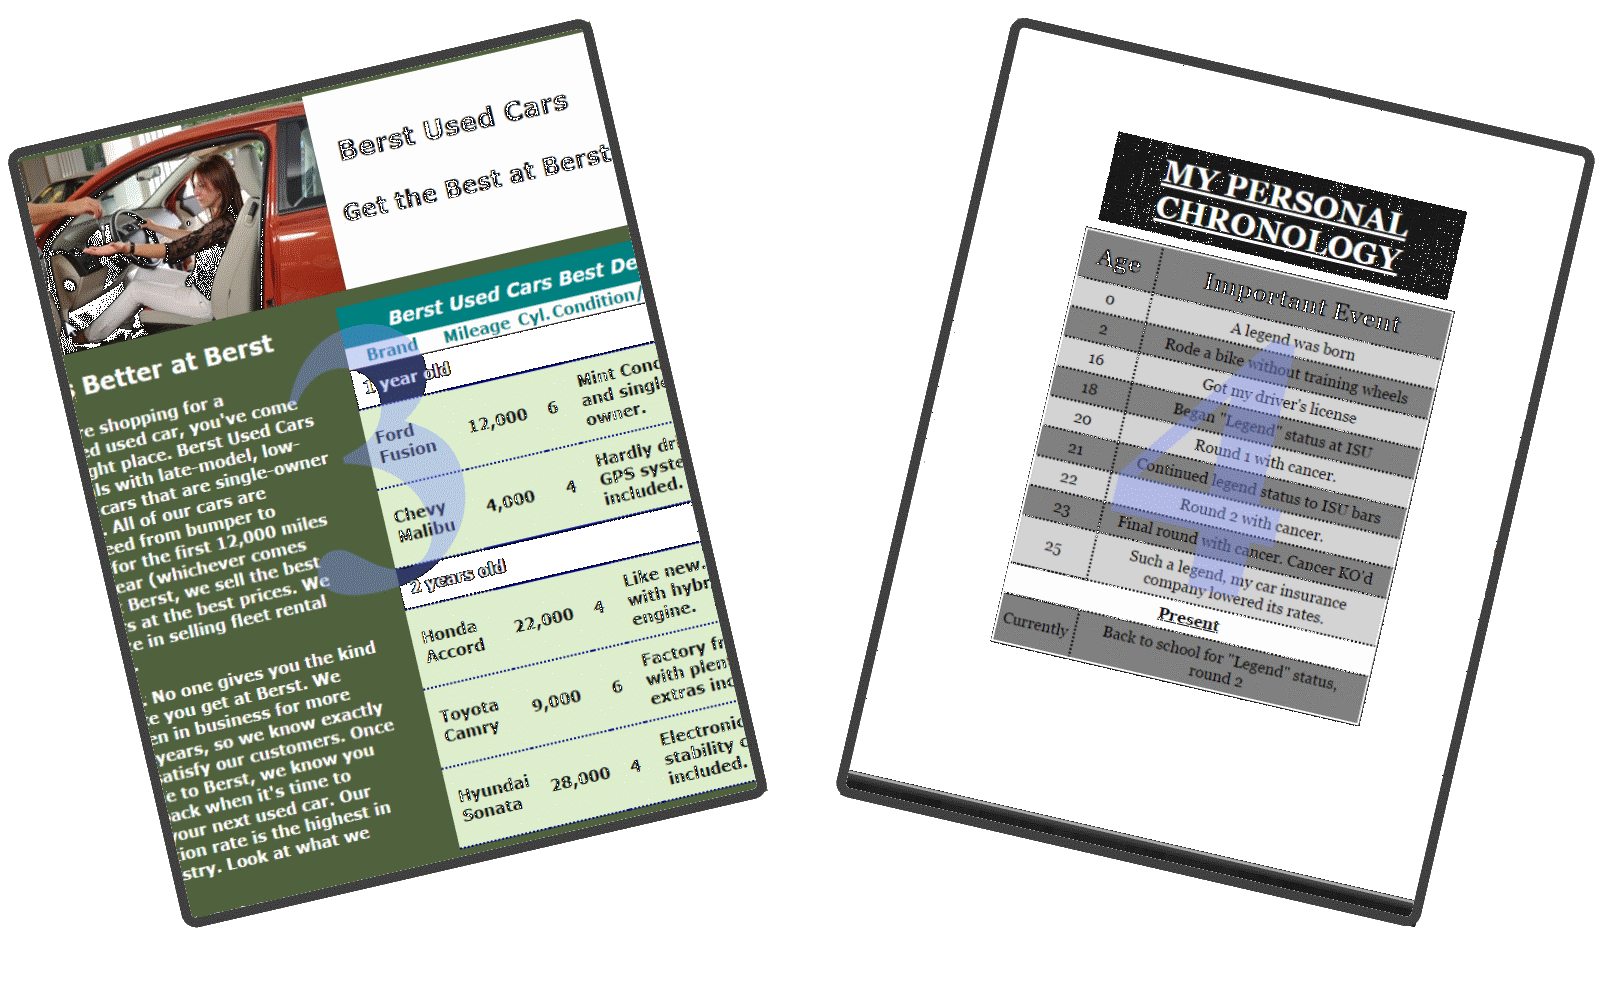 Berst Used Cars
Get the Best at Berst
Better at Berst
shopping for a
used car, you've come
place. Berst Used Cars
with late-model, low-
cars that are single-owner
All of our cars are
from bumper to
for the first 12,000 miles
(whichever comes
Berst, we sell the best
at the best prices. We
in selling fleet rental
No one gives you the kind
you get at Berst. We
in business for more
years, so we know exactly
satisfy our customers. Once
to Berst, we know you
back when it's time to
your next used car. Our
rate is the highest in
Look at what we
Berst Used Cars Best De
Brand Mileage Cyl. Condition/
1 year old
Ford Fusion 12,000 6 Mint Conc
and single
owner.
Chevy Malibu 4,000 4 Hardly dr
GPS syste
included.
2 years old
Honda Accord 22,000 4 Like new.
with hybr
engine.
Toyota Camry 9,000 6 Factory fr
with plen
extras inc
Hyundai Sonata 28,000 4 Electronic
stability c
included.
3
MY PERSONAL
CHRONOLOGY
Age Important Event
0 A legend was born
2 Rode a bike without training wheels
16 Got my driver's license
18 Began "Legend" status at ISU
20 Round 1 with cancer.
21 Continued legend status to ISU bars
22 Round 2 with cancer.
23 Final round with cancer. Cancer KO'd
25 Such a legend, my car insurance
company lowered its rates.
Present
Currently Back to school for "Legend" status,
round 2
4